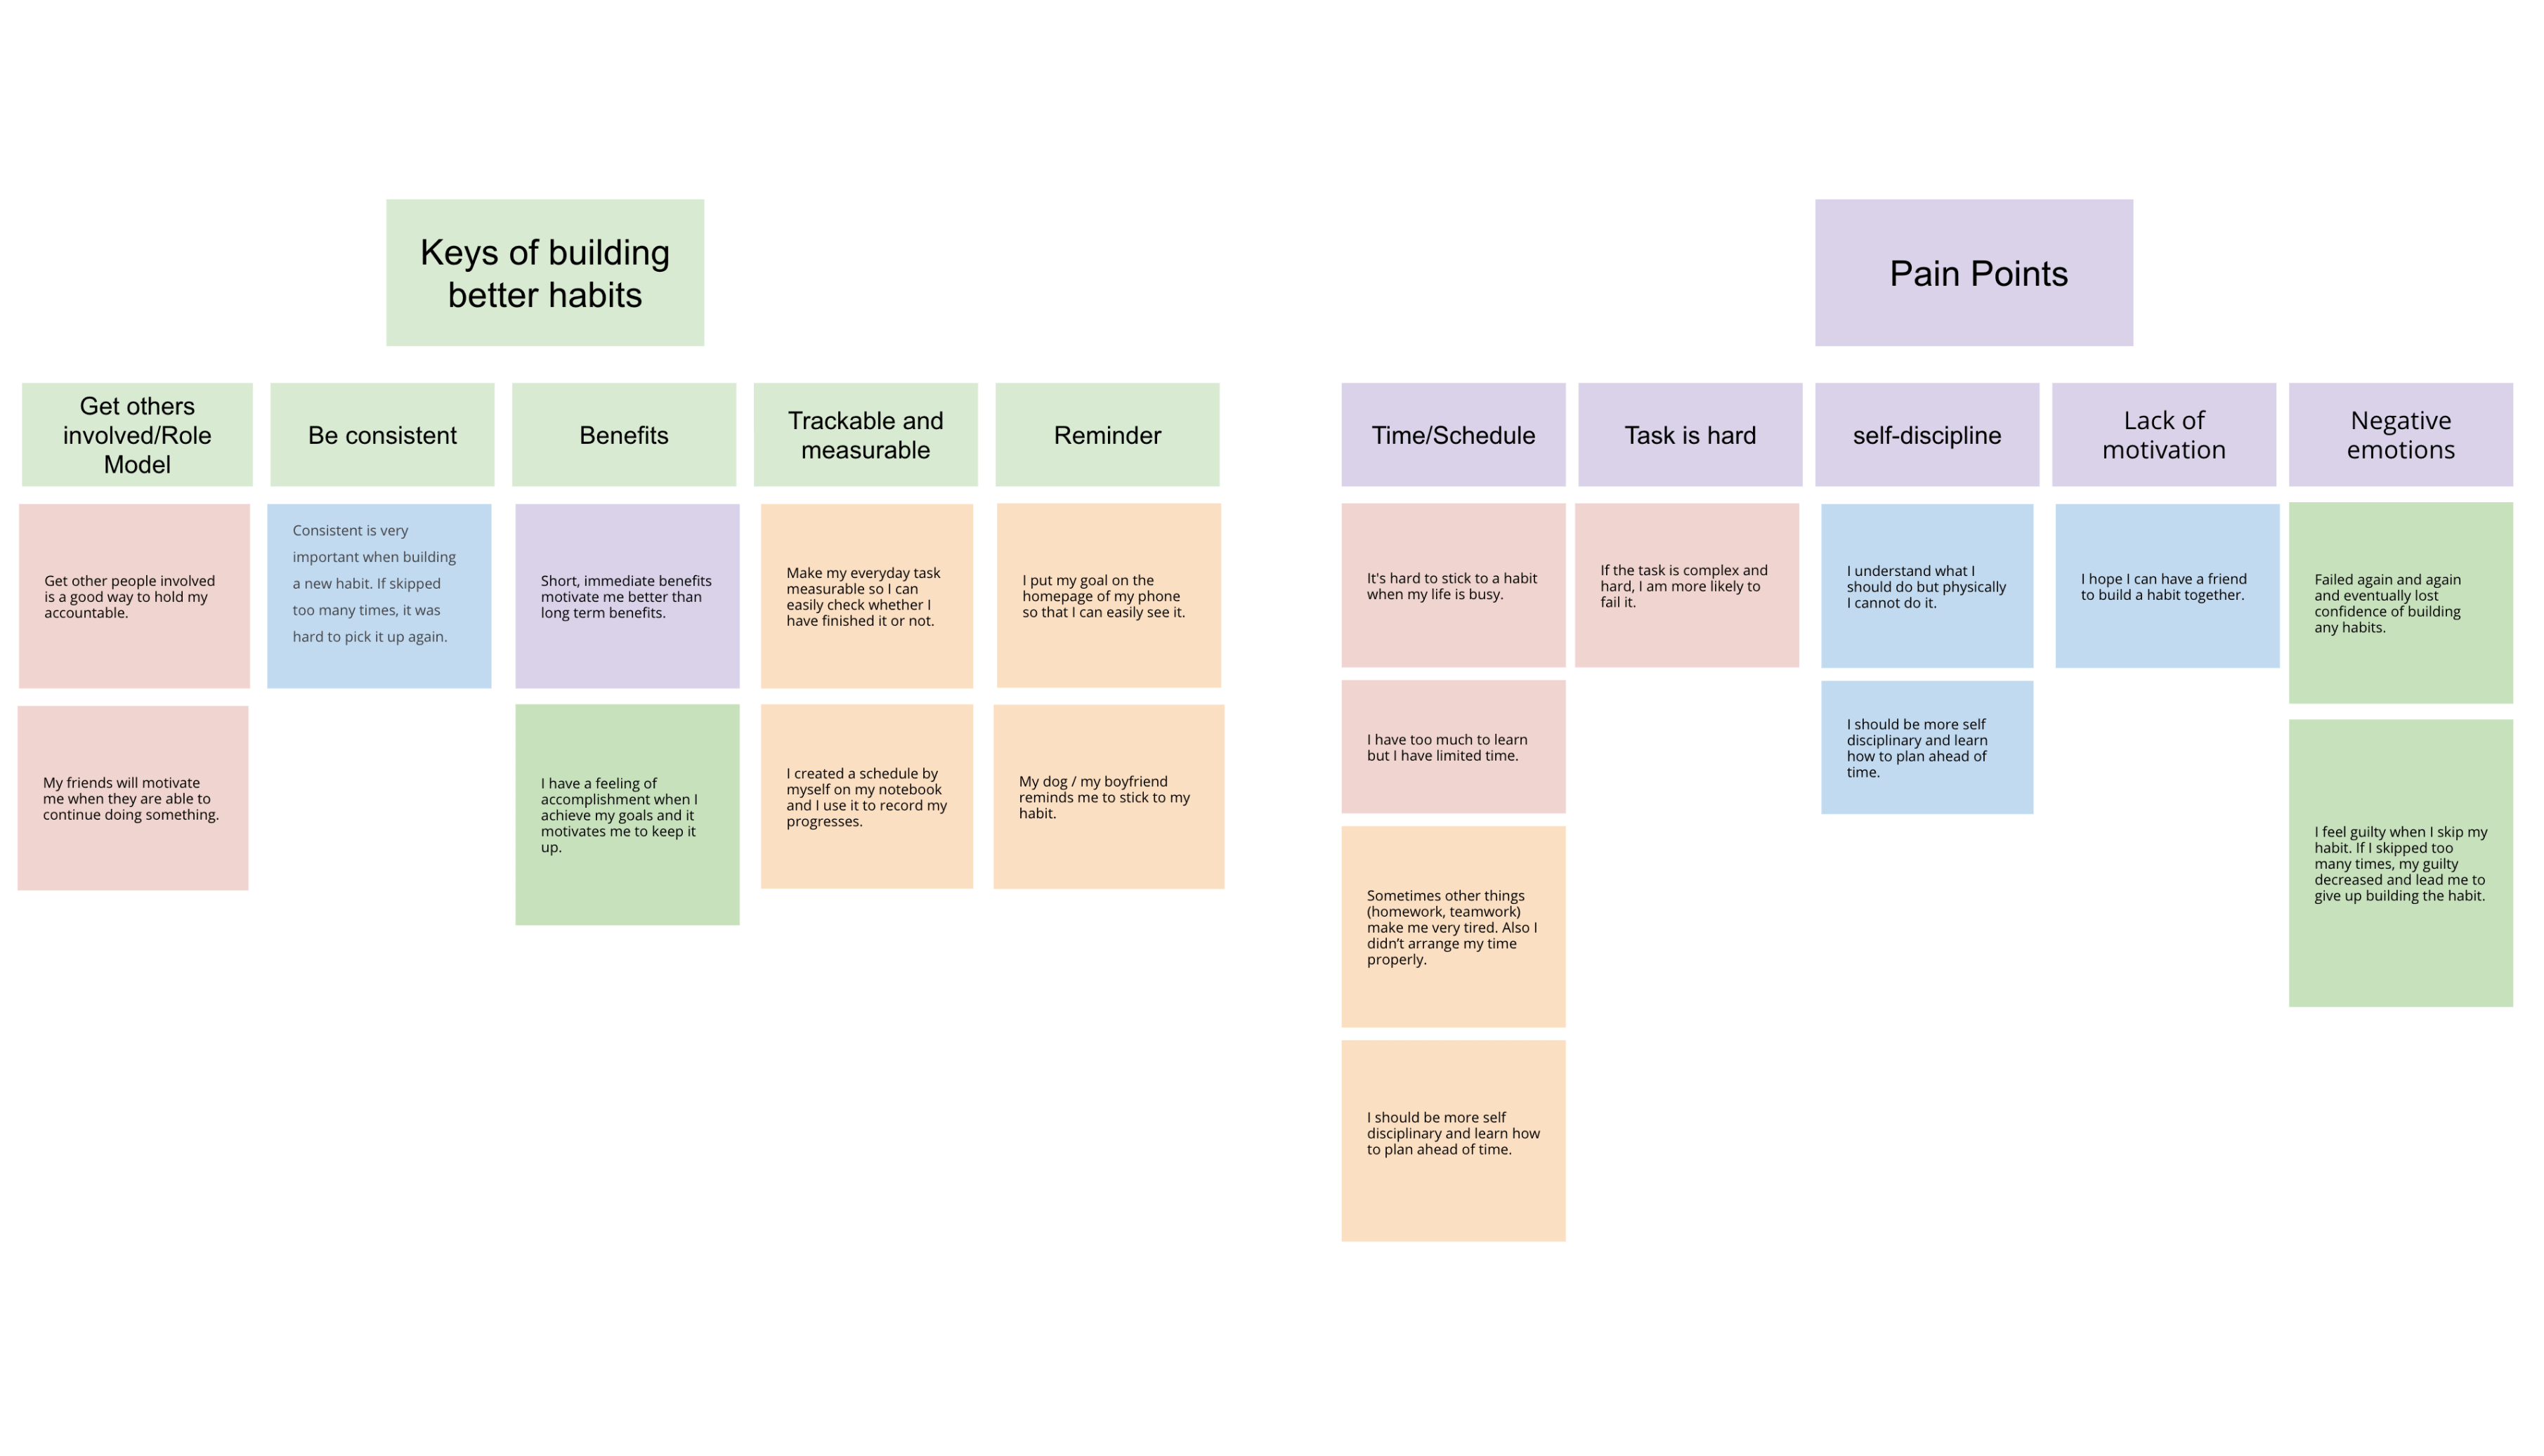 Keys of building
better habits
Get others
involved/Role
Model
Get other people involved
is a good way to hold my
accountable.
My friends will motivate
me when they are able to
continue doing something.
Be consistent
Consistent is very
important when building
a new habit. If skipped
too many times, it was
hard to pick it up again.
Benefits
Short, immediate benefits
motivate me better than
long term benefits.
I have a feeling of
accomplishment when I
achieve my goals and it
motivates me to keep it
up.
Trackable and
measurable
Make my everyday task
measurable so I can
easily check whether I
have finished it or not.
I created a schedule by
myself on my notebook
and I use it to record my
progresses.
Reminder
I put my goal on the
homepage of my phone
so that I can easily see it.
My dog / my boyfriend
reminds me to stick to my
habit.
Pain Points
Time/Schedule
It's hard to stick to a habit
when my life is busy.
I have too much to learn
but I have limited time.
Sometimes other things
(homework, teamwork)
make me very tired. Also I
didn't arrange my time
properly.
I should be more self
disciplinary and learn how
to plan ahead of time.
Task is hard
If the task is complex and
hard, I am more likely to
fail it.
self-discipline
I understand what I
should do but physically
I cannot do it.
I should be more self
disciplinary and learn
how to plan ahead of
time.
Lack of
motivation
I hope I can have a friend
to build a habit together.
Negative
emotions
Failed again and again
and eventually lost
confidence of building
any habits.
I feel guilty when I skip my
habit. If I skipped too
many times, my guilty
decreased and lead me to
give up building the habit.